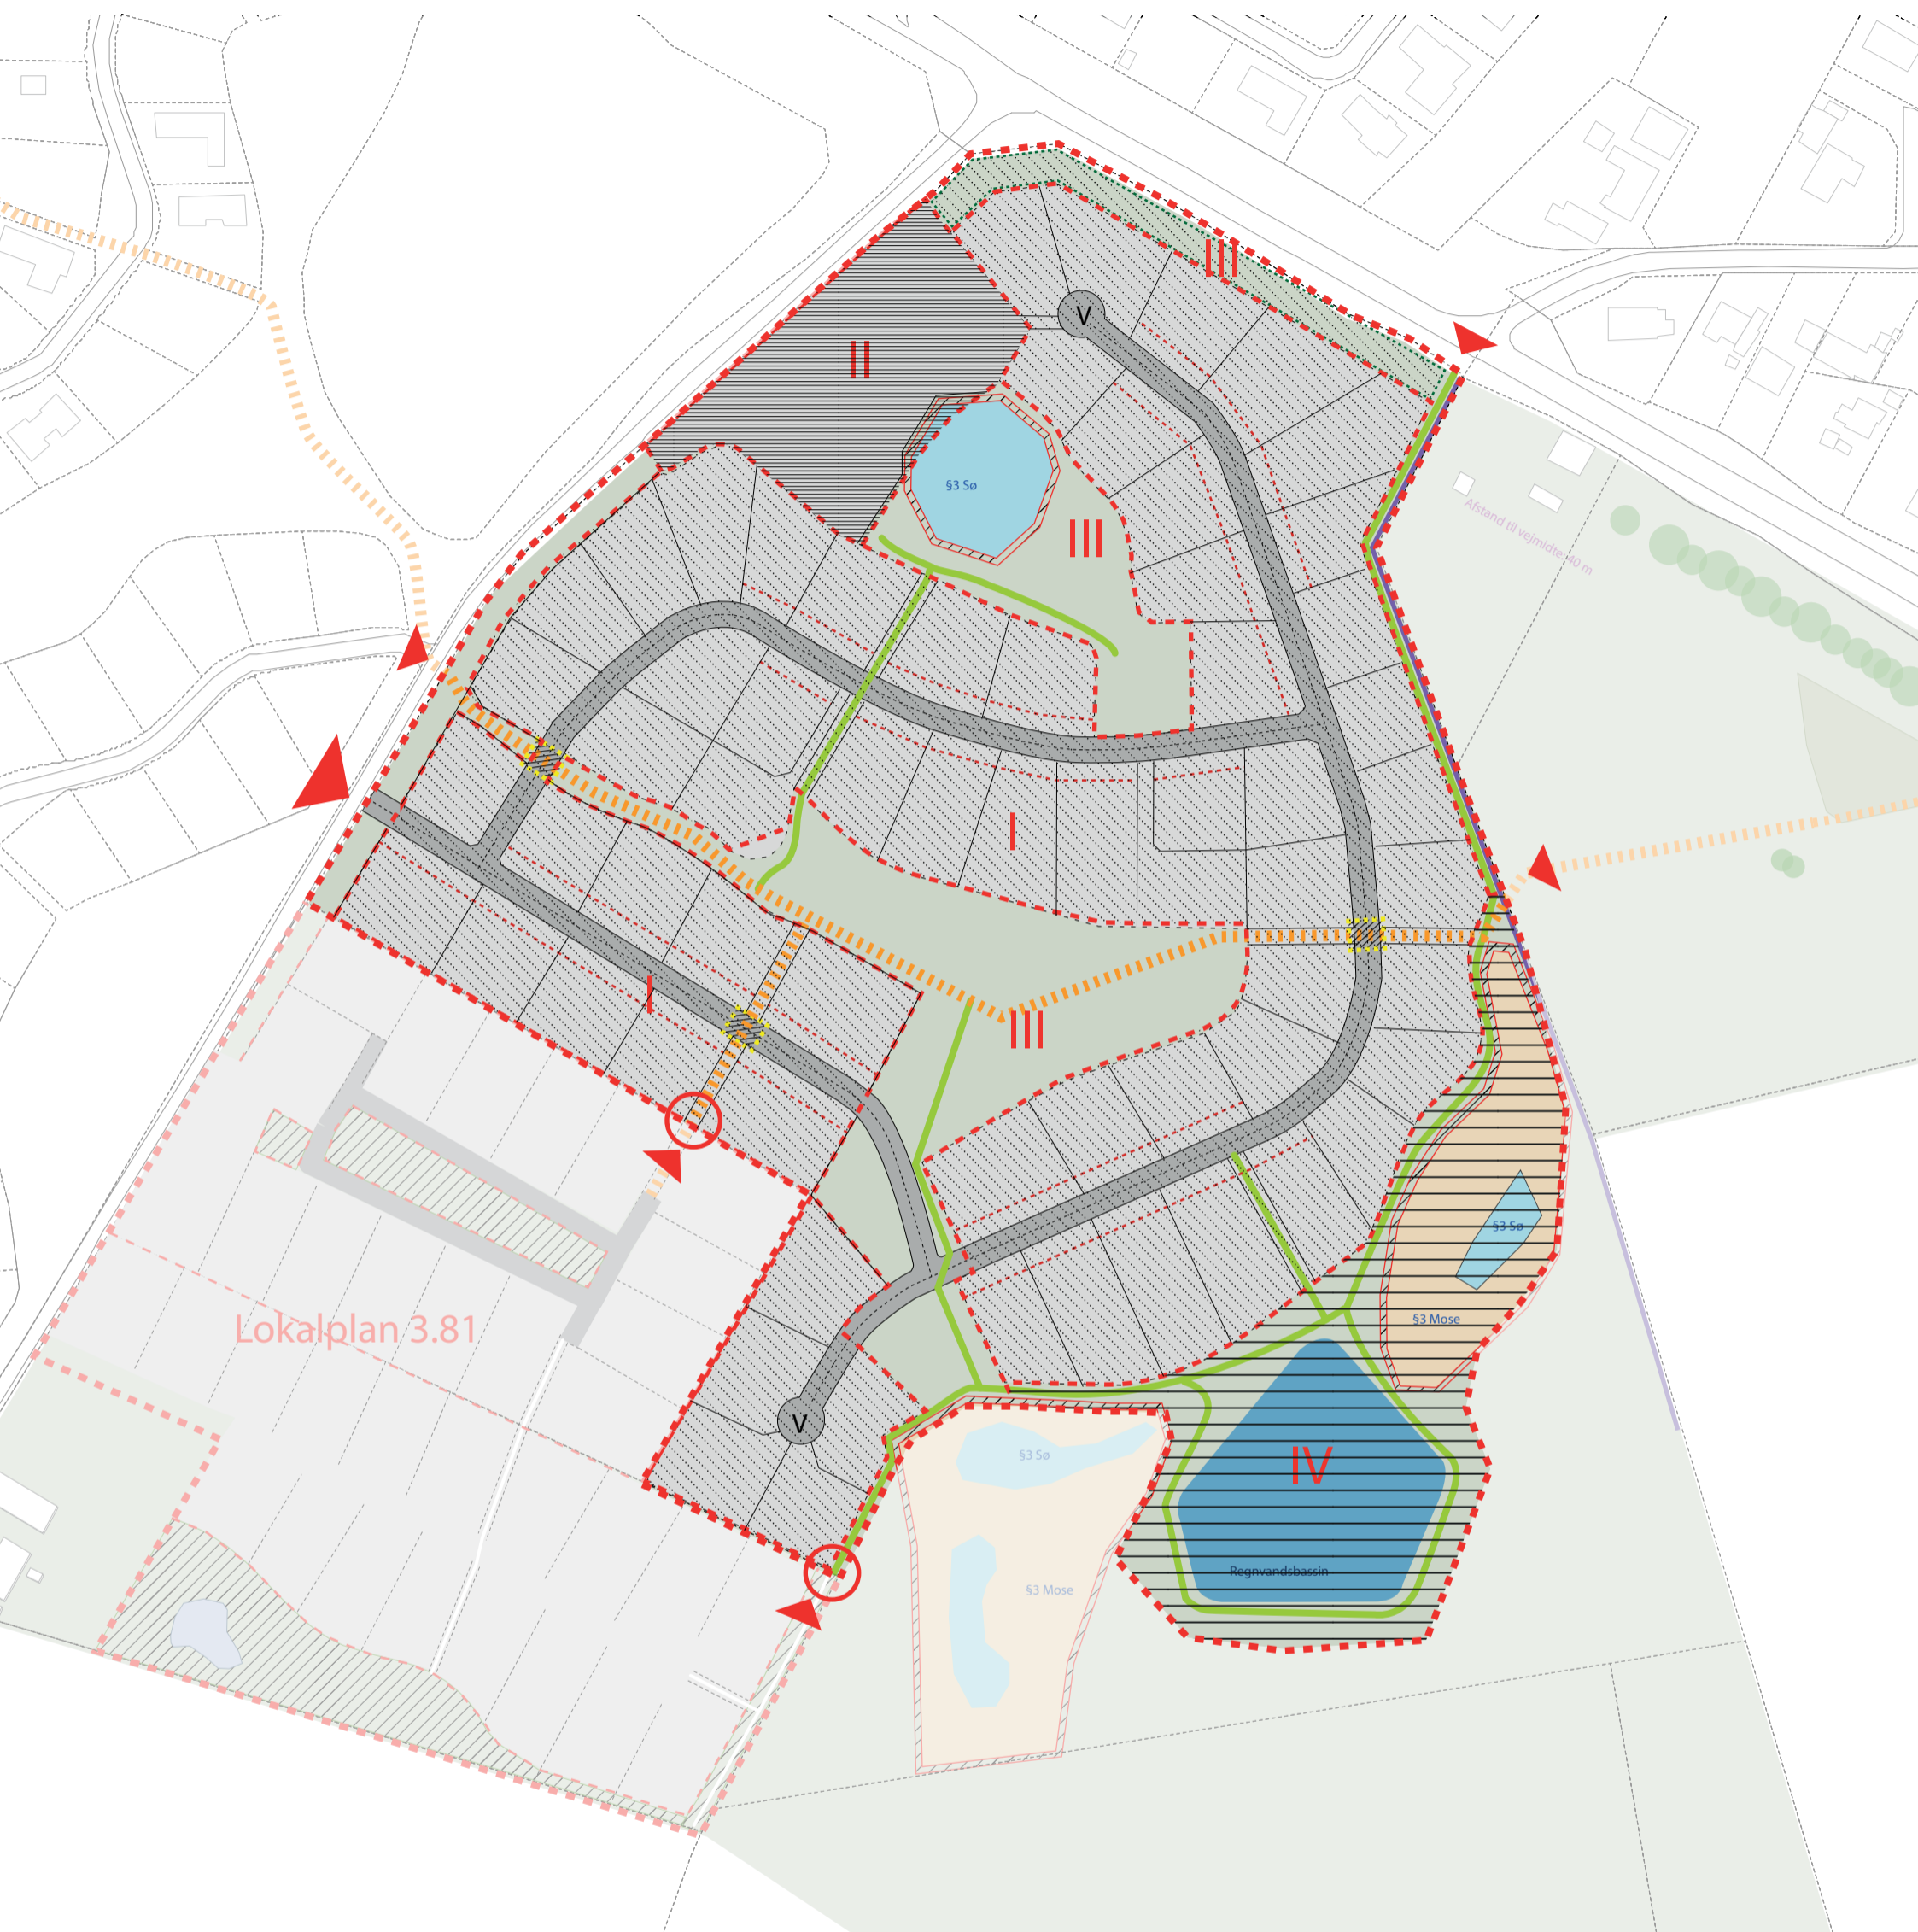 III
V
II
§3 Sø
Afstand til vejmidte: 40 m
III
I
I
III
§3 Sø
§3 Mose
Lokalplan 3.81
V
§3 Sø
IV
Regnvandsbassin
§3 Mose